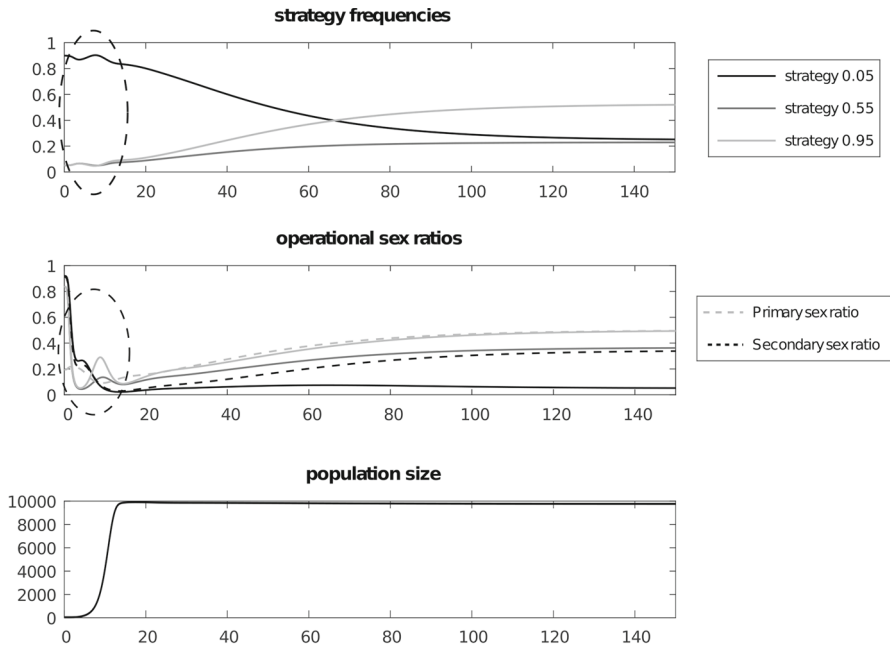 strategy frequencies
1
0.8
0.6
0.4
0.2
0
0 20 40 60 80 100 120 140
strategy 0.05
strategy 0.55
strategy 0.95
operational sex ratios
1
0.8
0.6
0.4
0.2
0
0 20 40 60 80 100 120 140
Primary sex ratio
Secondary sex ratio
population size
10000
8000
6000
4000
2000
0
0 20 40 60 80 100 120 140